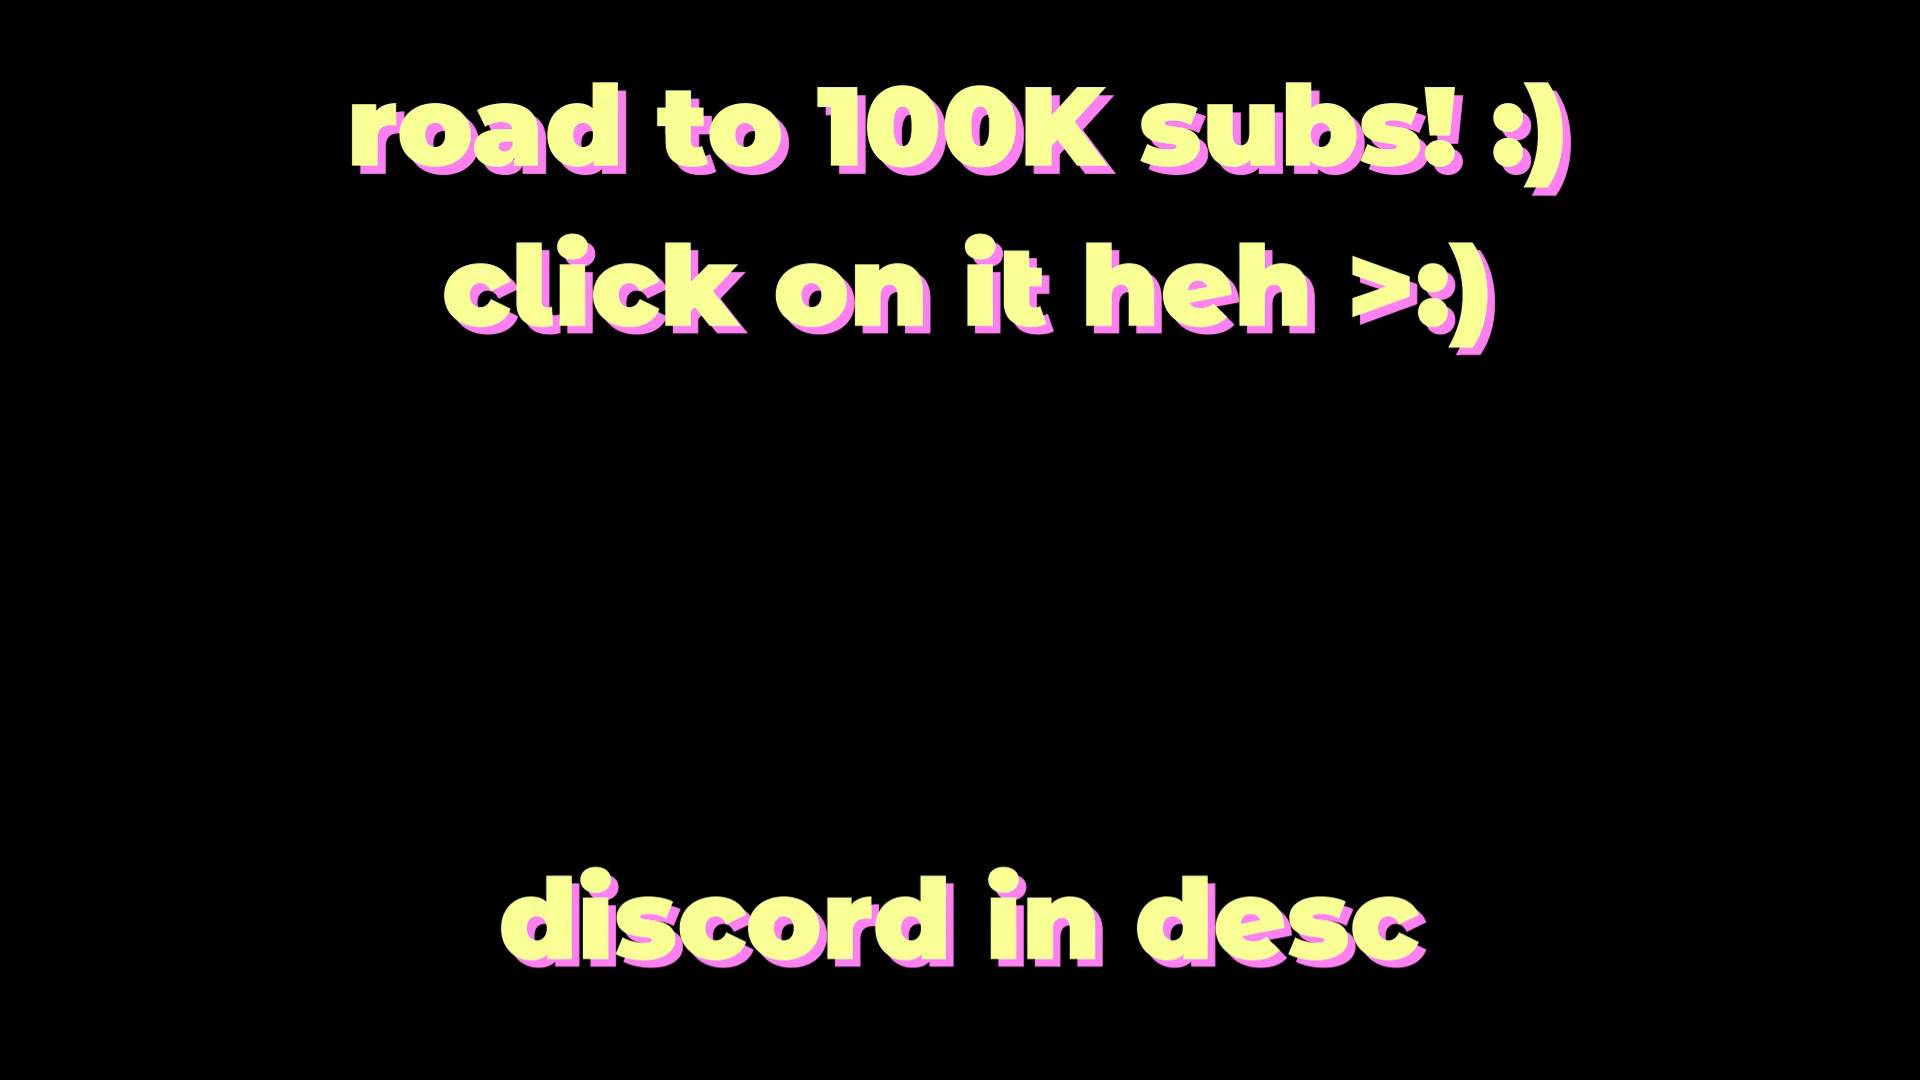 road to 100K subs! :)
click on it heh >:)
discord in desc